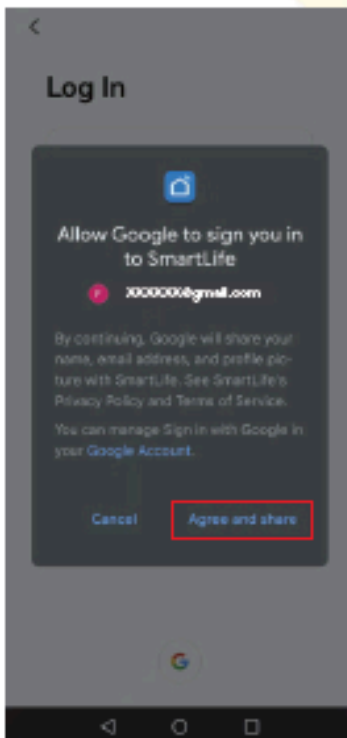 Log In
Allow Google to sign you in
to SmartLife
XXXXXXX@gmail.com
By continuing, Google will share your
name, email address, and profile pic-
ture with SmartLife. See SmartLife's
Privacy Policy and Terms of Service.
You can manage Sign in with Google in
your Google Account.
Cancel
Agree and share
G